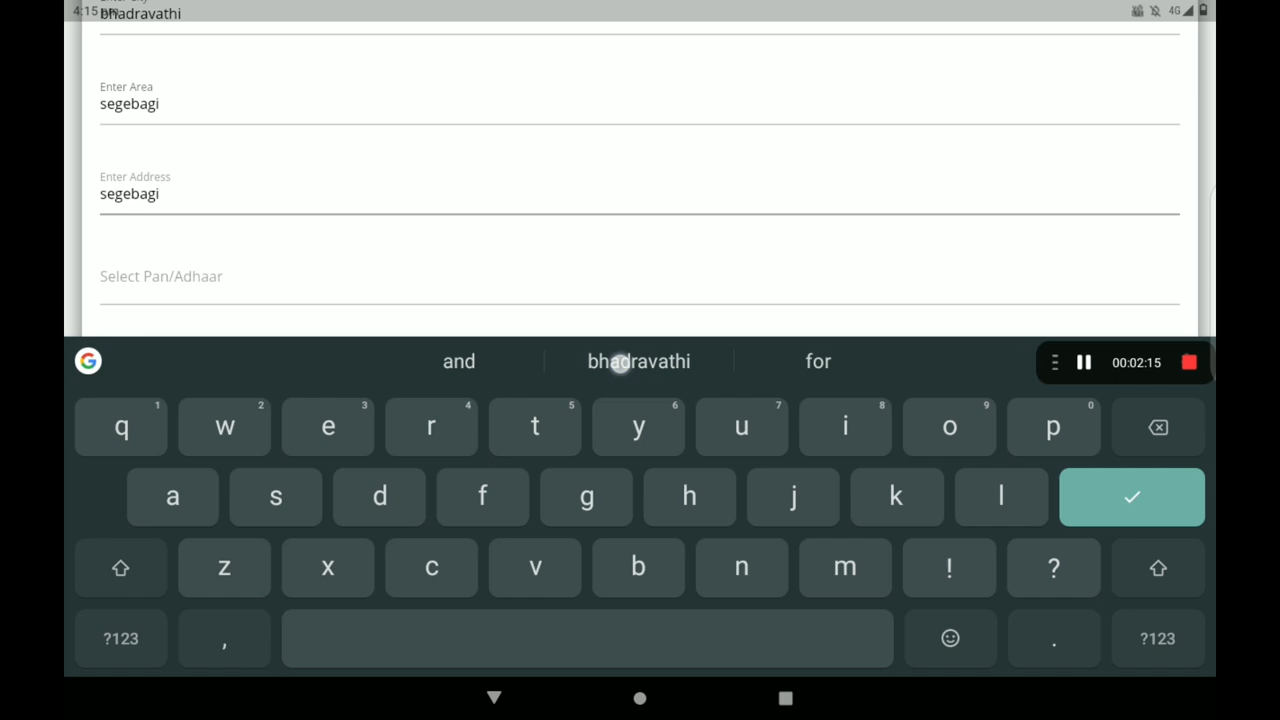 4:15
bhadravathi
4G
Enter Area
segebagi
Enter Address
segebagi
Select Pan/Adhaar
G and bhadravathi for 00:02:15
q 1 w 2 e 3 r 4 t 5 y 6 u 7 i 8 o 9 p 0
a s d f g h j k l
z x c v b n m ! ?
?123 , . ?123